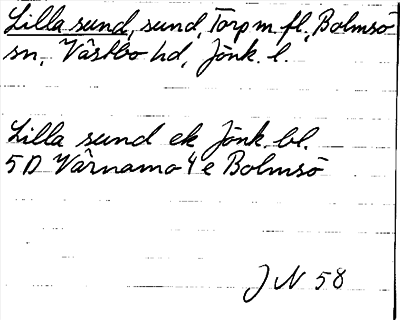 Lilla sund, sund, Torp m. fl., Bolmsö
sn, Västbo hd, Jönk. l.
Lilla sund ek Jönk. bl.
5 D Värnamo 4 e Bolmsö
J N 58